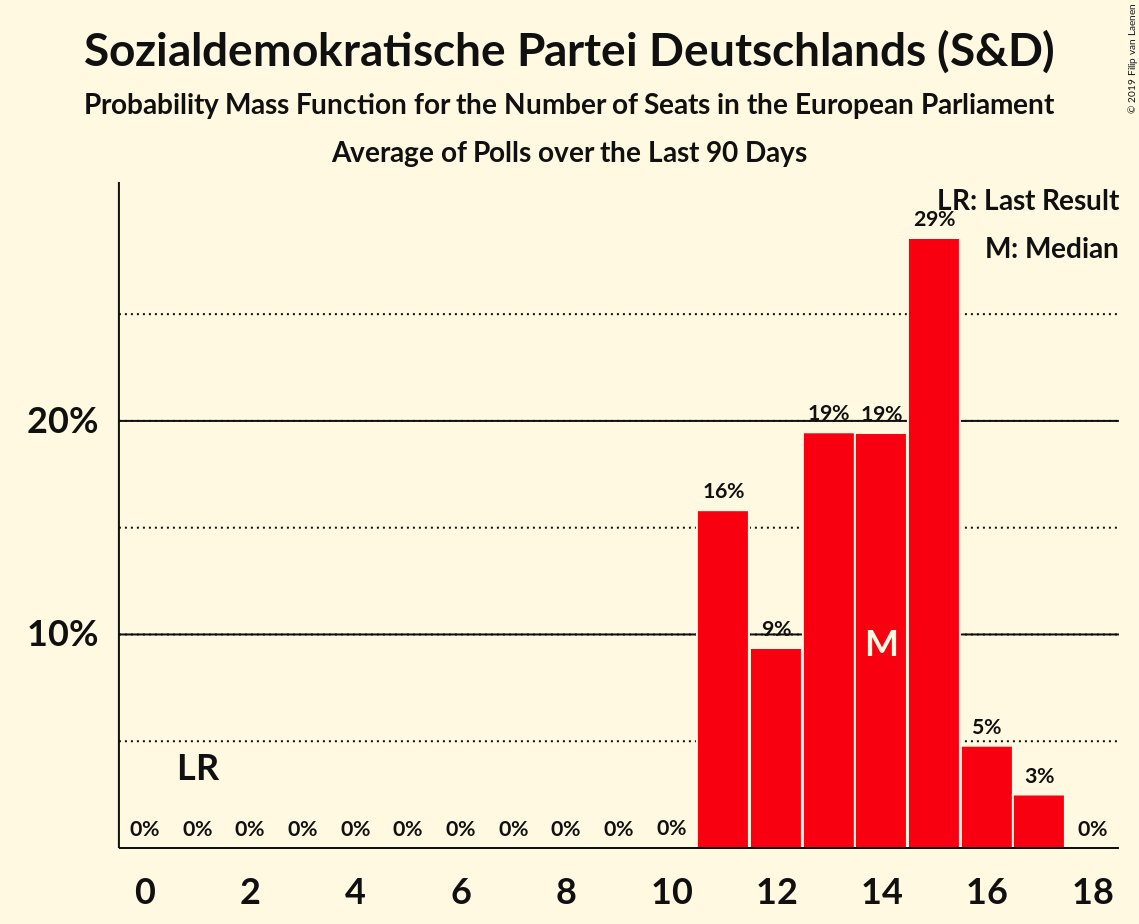 Sozialdemokratische Partei Deutschlands (S&D)
Probability Mass Function for the Number of Seats in the European Parliament
Average of Polls over the Last 90 Days
© 2019 Filip van Laenen
LR: Last Result
M: Median
29%
20%
19% 19%
16%
10%
9%
M
5%
LR
3%
0% 0% 0% 0% 0% 0% 0% 0% 0% 0% 0% 0%
0 2 4 6 8 10 12 14 16 18